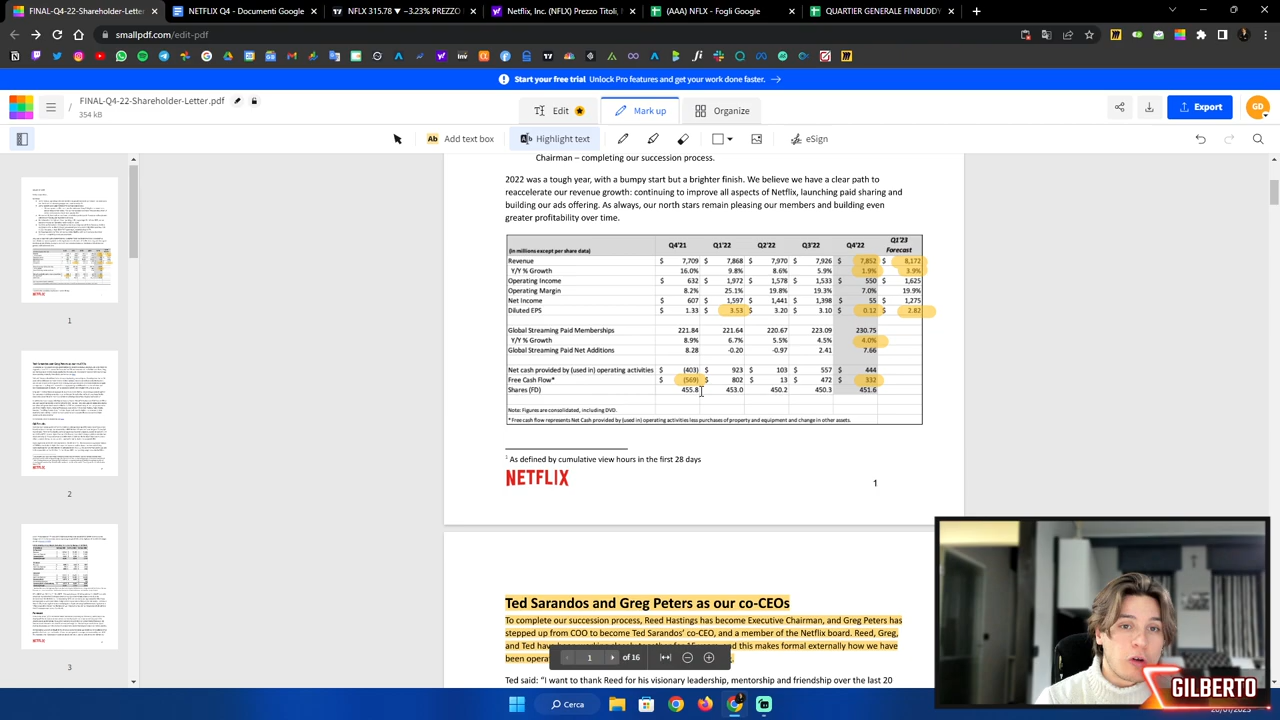 FINAL-Q4-22-Shareholder-Letter
NETFLIX Q4 - Documenti Google
NFLX 315.78 ▼ −3.23% PREZZO
Netflix, Inc. (NFLX) Prezzo Titoli,
(AAA) NFLX - Fogli Google
QUARTIER GENERALE FINBUDDY
smallpdf.com/edit-pdf
Start your free trial Unlock Pro features and get your work done faster.
FINAL-Q4-22-Shareholder-Letter.pdf
354 kB
Edit
Mark up
Organize
Export
GD
Ab Add text box
Highlight text
eSign
Chairman – completing our succession process.
2022 was a tough year, with a bumpy start but a brighter finish. We believe we have a clear path to
reaccelerate our revenue growth: continuing to improve all aspects of Netflix, launching paid sharing and
building our ads offering. As always, our north stars remain pleasing our members and building even
greater profitability over time.
(in millions except per share data) Q4'21 Q1'22 Q2'22 Q3'22 Q4'22 Q1'23 Forecast
Revenue $ 7,709 $ 7,868 $ 7,970 $ 7,926 $ 7,852 $ 8,172
Y/Y % Growth 16.0% 9.8% 8.6% 5.9% 1.9% 3.9%
Operating Income $ 632 $ 1,972 $ 1,578 $ 1,533 $ 550 $ 1,625
Operating Margin 8.2% 25.1% 19.8% 19.3% 7.0% 19.9%
Net Income $ 607 $ 1,597 $ 1,441 $ 1,398 $ 55 $ 1,275
Diluted EPS $ 1.33 $ 3.53 $ 3.20 $ 3.10 $ 0.12 $ 2.82
Global Streaming Paid Memberships 221.84 221.64 220.67 223.09 230.75
Y/Y % Growth 8.9% 6.7% 5.5% 4.5% 4.0%
Global Streaming Paid Net Additions 8.28 -0.20 -0.97 2.41 7.66
Net cash provided by (used in) operating activities $ (403) $ 923 $ 103 $ 557 $ 444
Free Cash Flow* $ (569) $ 802 $ 13 $ 472 $ 332
Shares (FD) 455.8 453.0 450.2 450.3 451.6
Note: Figures are consolidated, including DVD.
* Free cash flow represents Net Cash provided by (used in) operating activities less purchases of property and equipment and change in other assets.
1 As defined by cumulative view hours in the first 28 days
NETFLIX
1
Ted Sarandos and Greg Peters as our co-CEOs
To complete our succession process, Reed Hastings has become Executive Chairman, and Greg Peters has
stepped up from COO to become Ted Sarandos' co-CEO, and a member of the Netflix board. Reed, Greg,
and Ted have
and this makes formal externally how we have
been
Ted said: "I want to thank Reed for his visionary leadership, mentorship and friendship over the last 20
1
2
3
1
of 16
GILBERTO
Cerca
20/01/2023